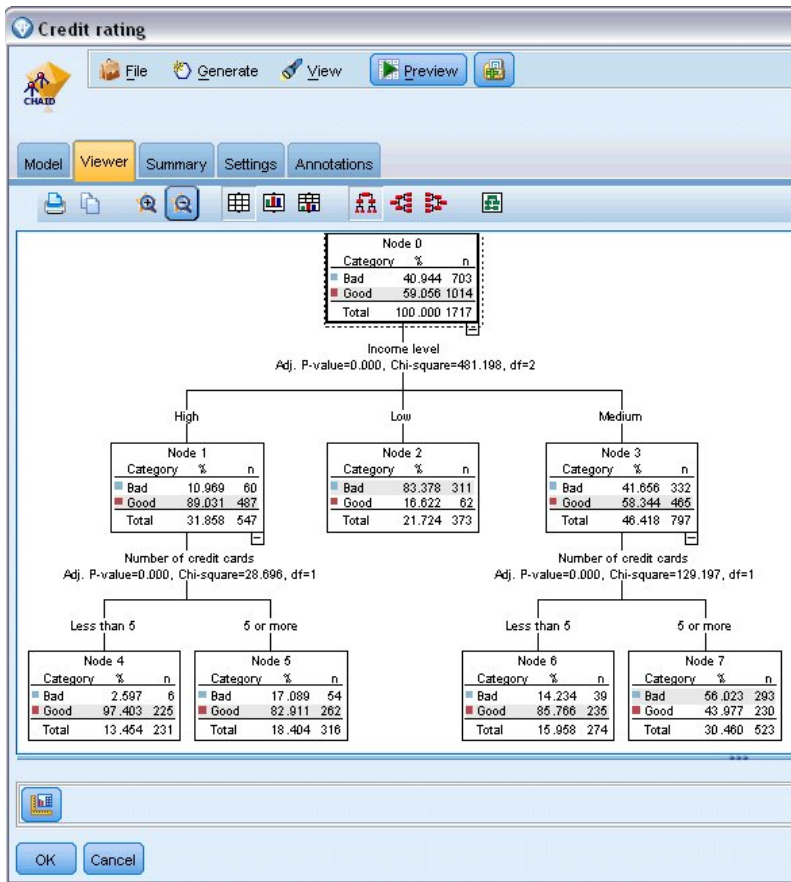 Credit rating
CHAID
File Generate View Preview
Model Viewer Summary Settings Annotations
Node 0
Category % n
Bad 40.944 703
Good 59.056 1014
Total 100.000 1717
Income level
Adj. P-value=0.000, Chi-square=481.198, df=2
High Low Medium
Node 1
Category % n
Bad 10.969 60
Good 89.031 487
Total 31.858 547
Node 2
Category % n
Bad 83.378 311
Good 16.622 62
Total 21.724 373
Node 3
Category % n
Bad 41.656 332
Good 58.344 465
Total 46.418 797
Number of credit cards
Adj. P-value=0.000, Chi-square=28.696, df=1
Number of credit cards
Adj. P-value=0.000, Chi-square=129.197, df=1
Less than 5 5 or more Less than 5 5 or more
Node 4
Category % n
Bad 2.597 6
Good 97.403 225
Total 13.454 231
Node 5
Category % n
Bad 17.089 54
Good 82.911 262
Total 18.404 316
Node 6
Category % n
Bad 14.234 39
Good 85.766 235
Total 15.958 274
Node 7
Category % n
Bad 56.023 293
Good 43.977 230
Total 30.460 523
OK Cancel